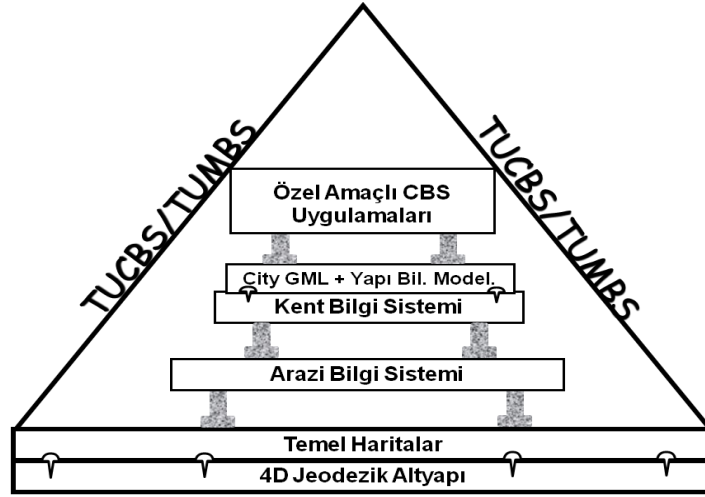 TUCBS/TUMBS
TUCBS/TUMBS
Özel Amaçlı CBS
Uygulamaları
City GML + Yapı Bil. Model.
Kent Bilgi Sistemi
Arazi Bilgi Sistemi
Temel Haritalar
4D Jeodezik Altyapı